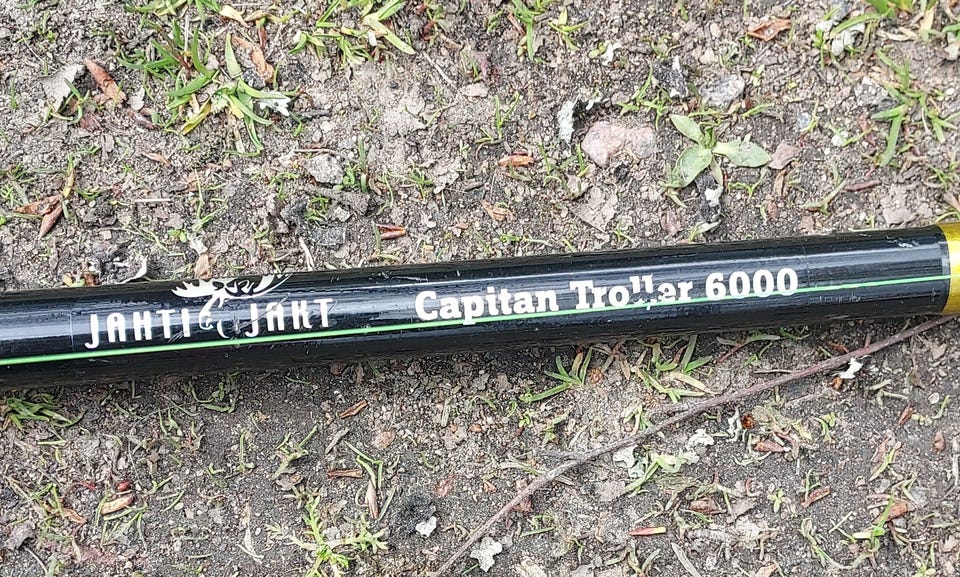 JAHTI JAKT
Capitan Troller 6000